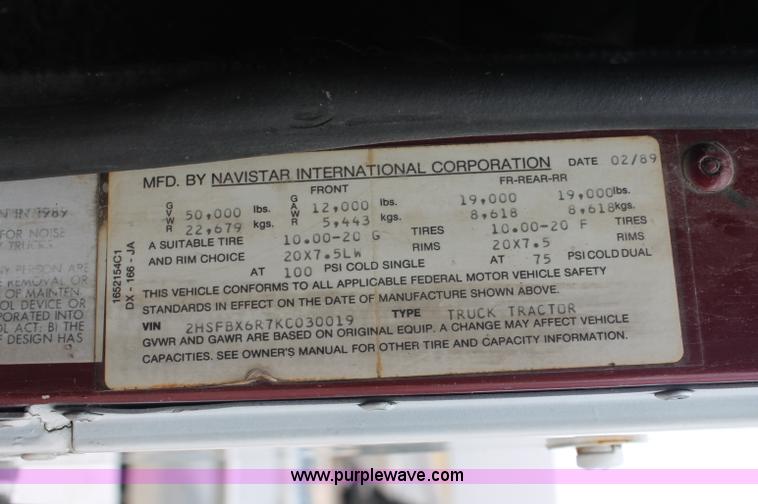 MFD. BY NAVISTAR INTERNATIONAL CORPORATION DATE 02/89
FRONT FR-REAR-RR
GVWR 50,000 lbs. GAWR 12,000 lbs. 19,000 19,000 lbs.
22,679 kgs. 5,443 kgs. 8,618 8,618 kgs.
A SUITABLE TIRE 10.00-20 G TIRES 10.00-20 F TIRES
AND RIM CHOICE 20X7.5LW RIMS 20X7.5 RIMS
AT 100 PSI COLD SINGLE AT 75 PSI COLD DUAL
THIS VEHICLE CONFORMS TO ALL APPLICABLE FEDERAL MOTOR VEHICLE SAFETY
STANDARDS IN EFFECT ON THE DATE OF MANUFACTURE SHOWN ABOVE.
VIN 2HSFBX6R7KC030019 TYPE TRUCK TRACTOR
GVWR AND GAWR ARE BASED ON ORIGINAL EQUIP. A CHANGE MAY AFFECT VEHICLE
CAPACITIES. SEE OWNER'S MANUAL FOR OTHER TIRE AND CAPACITY INFORMATION.
1652154C1
DX - 166 - JA
IN 1989
FOR NOISE
TRUCKS
ANY PERSON ARE
REMOVAL OR
OF MAINTEN
OL DEVICE OR
PORATED INTO
OL ACT: B) THE
F DESIGN HAS
www.purplewave.com